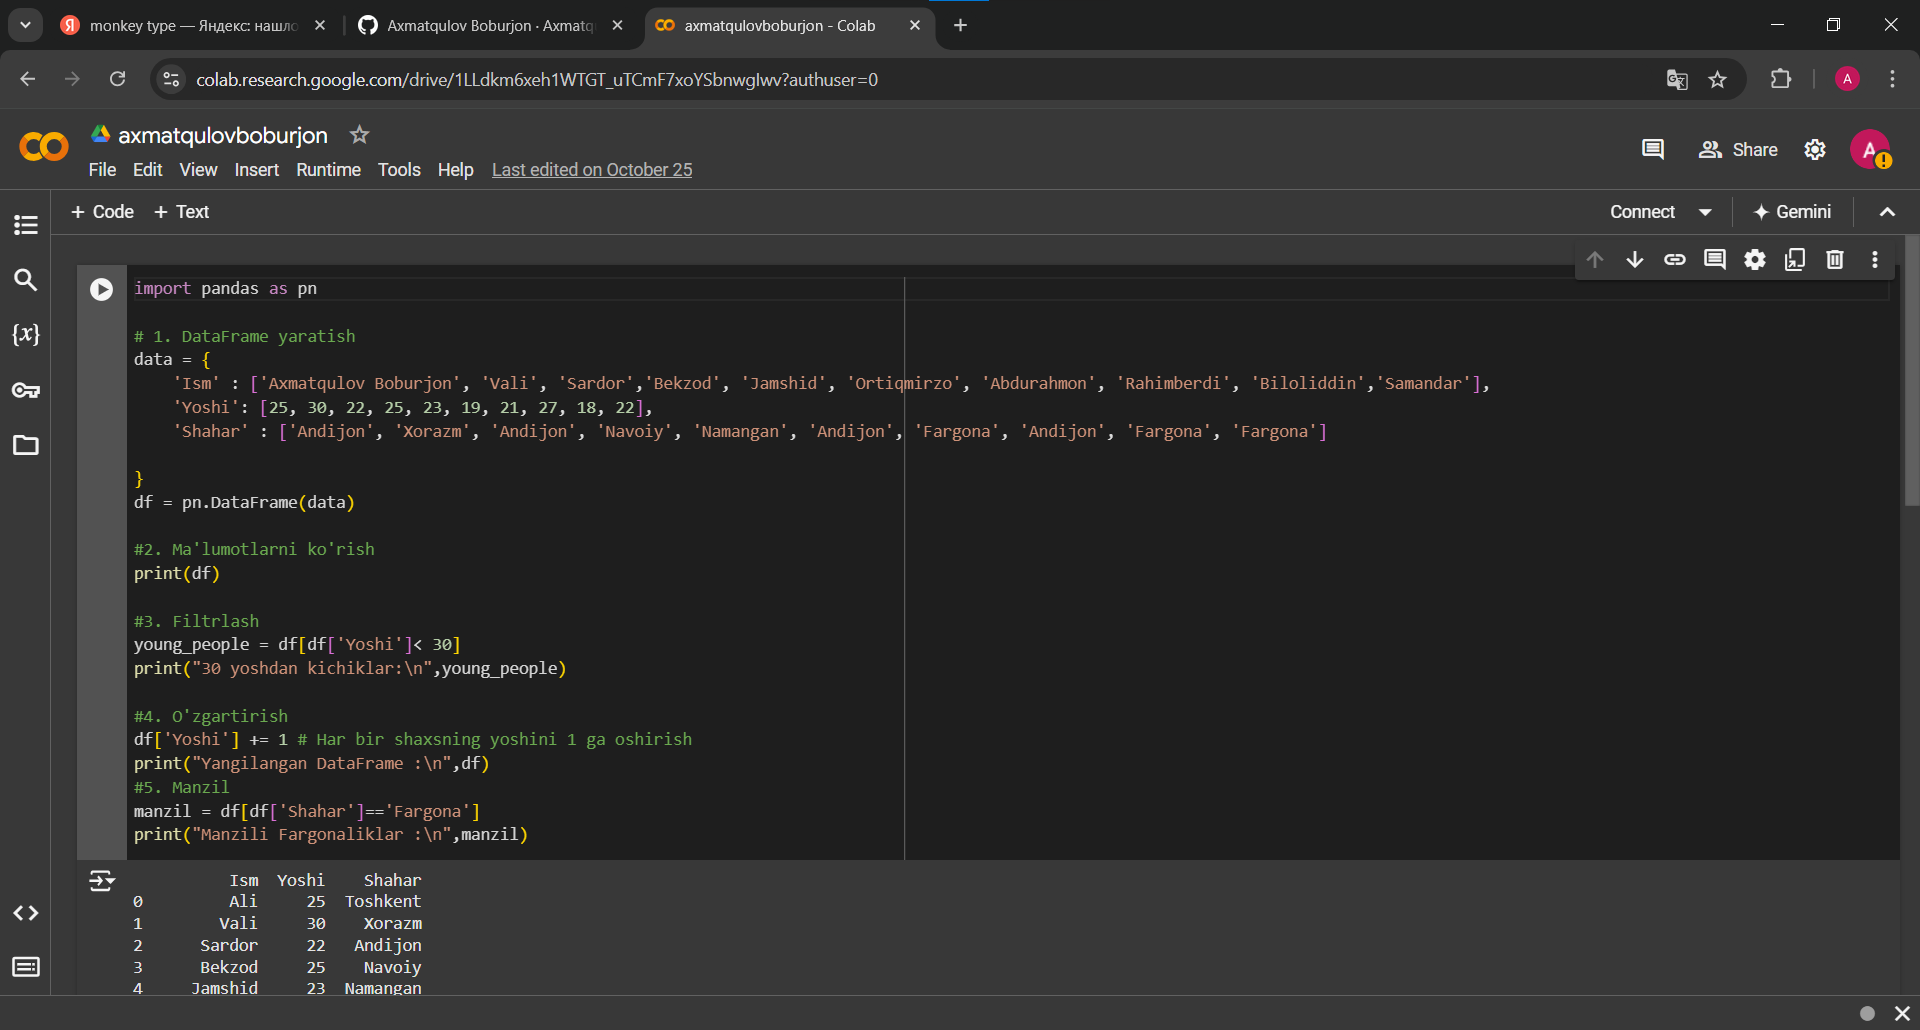 monkey type — Яндекс: нашло
Axmatqulov Boburjon · Axmatq
axmatqulovboburjon - Colab
colab.research.google.com/drive/1LLdkm6xeh1WTGT_uTCmF7xoYSbnwglwv?authuser=0
A
axmatqulovboburjon
File Edit View Insert Runtime Tools Help Last edited on October 25
Share
A
+ Code + Text
Connect
Gemini
import pandas as pn
# 1. DataFrame yaratish
data = {
'Ism' : ['Axmatqulov Boburjon', 'Vali', 'Sardor','Bekzod', 'Jamshid', 'Ortiqmirzo', 'Abdurahmon', 'Rahimberdi', 'Biloliddin','Samandar'],
'Yoshi': [25, 30, 22, 25, 23, 19, 21, 27, 18, 22],
'Shahar' : ['Andijon', 'Xorazm', 'Andijon', 'Navoiy', 'Namangan', 'Andijon', 'Fargona', 'Andijon', 'Fargona', 'Fargona']
}
df = pn.DataFrame(data)
#2. Ma'lumotlarni ko'rish
print(df)
#3. Filtrlash
young_people = df[df['Yoshi']< 30]
print("30 yoshdan kichiklar:\n",young_people)
#4. O'zgartirish
df['Yoshi'] += 1 # Har bir shaxsning yoshini 1 ga oshirish
print("Yangilangan DataFrame :\n",df)
#5. Manzil
manzil = df[df['Shahar']=='Fargona']
print("Manzili Fargonaliklar :\n",manzil)
Ism Yoshi Shahar
0 Ali 25 Toshkent
1 Vali 30 Xorazm
2 Sardor 22 Andijon
3 Bekzod 25 Navoiy
4 Jamshid 23 Namangan